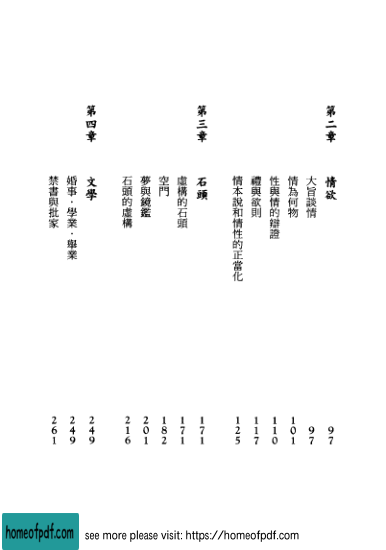 第二章 情欲 97
大旨談情 97
情為何物 101
性與情的辯證 110
禮與欲則 117
情本說和情性的正當化 125
第三章 石頭 171
虛構的石頭 171
空門 182
夢與鏡鑑 201
石頭的虛構 216
第四章 文學 249
婚事．學業．舉業 249
禁書與批家 261
homeofpdf.com
see more please visit: https://homeofpdf.com